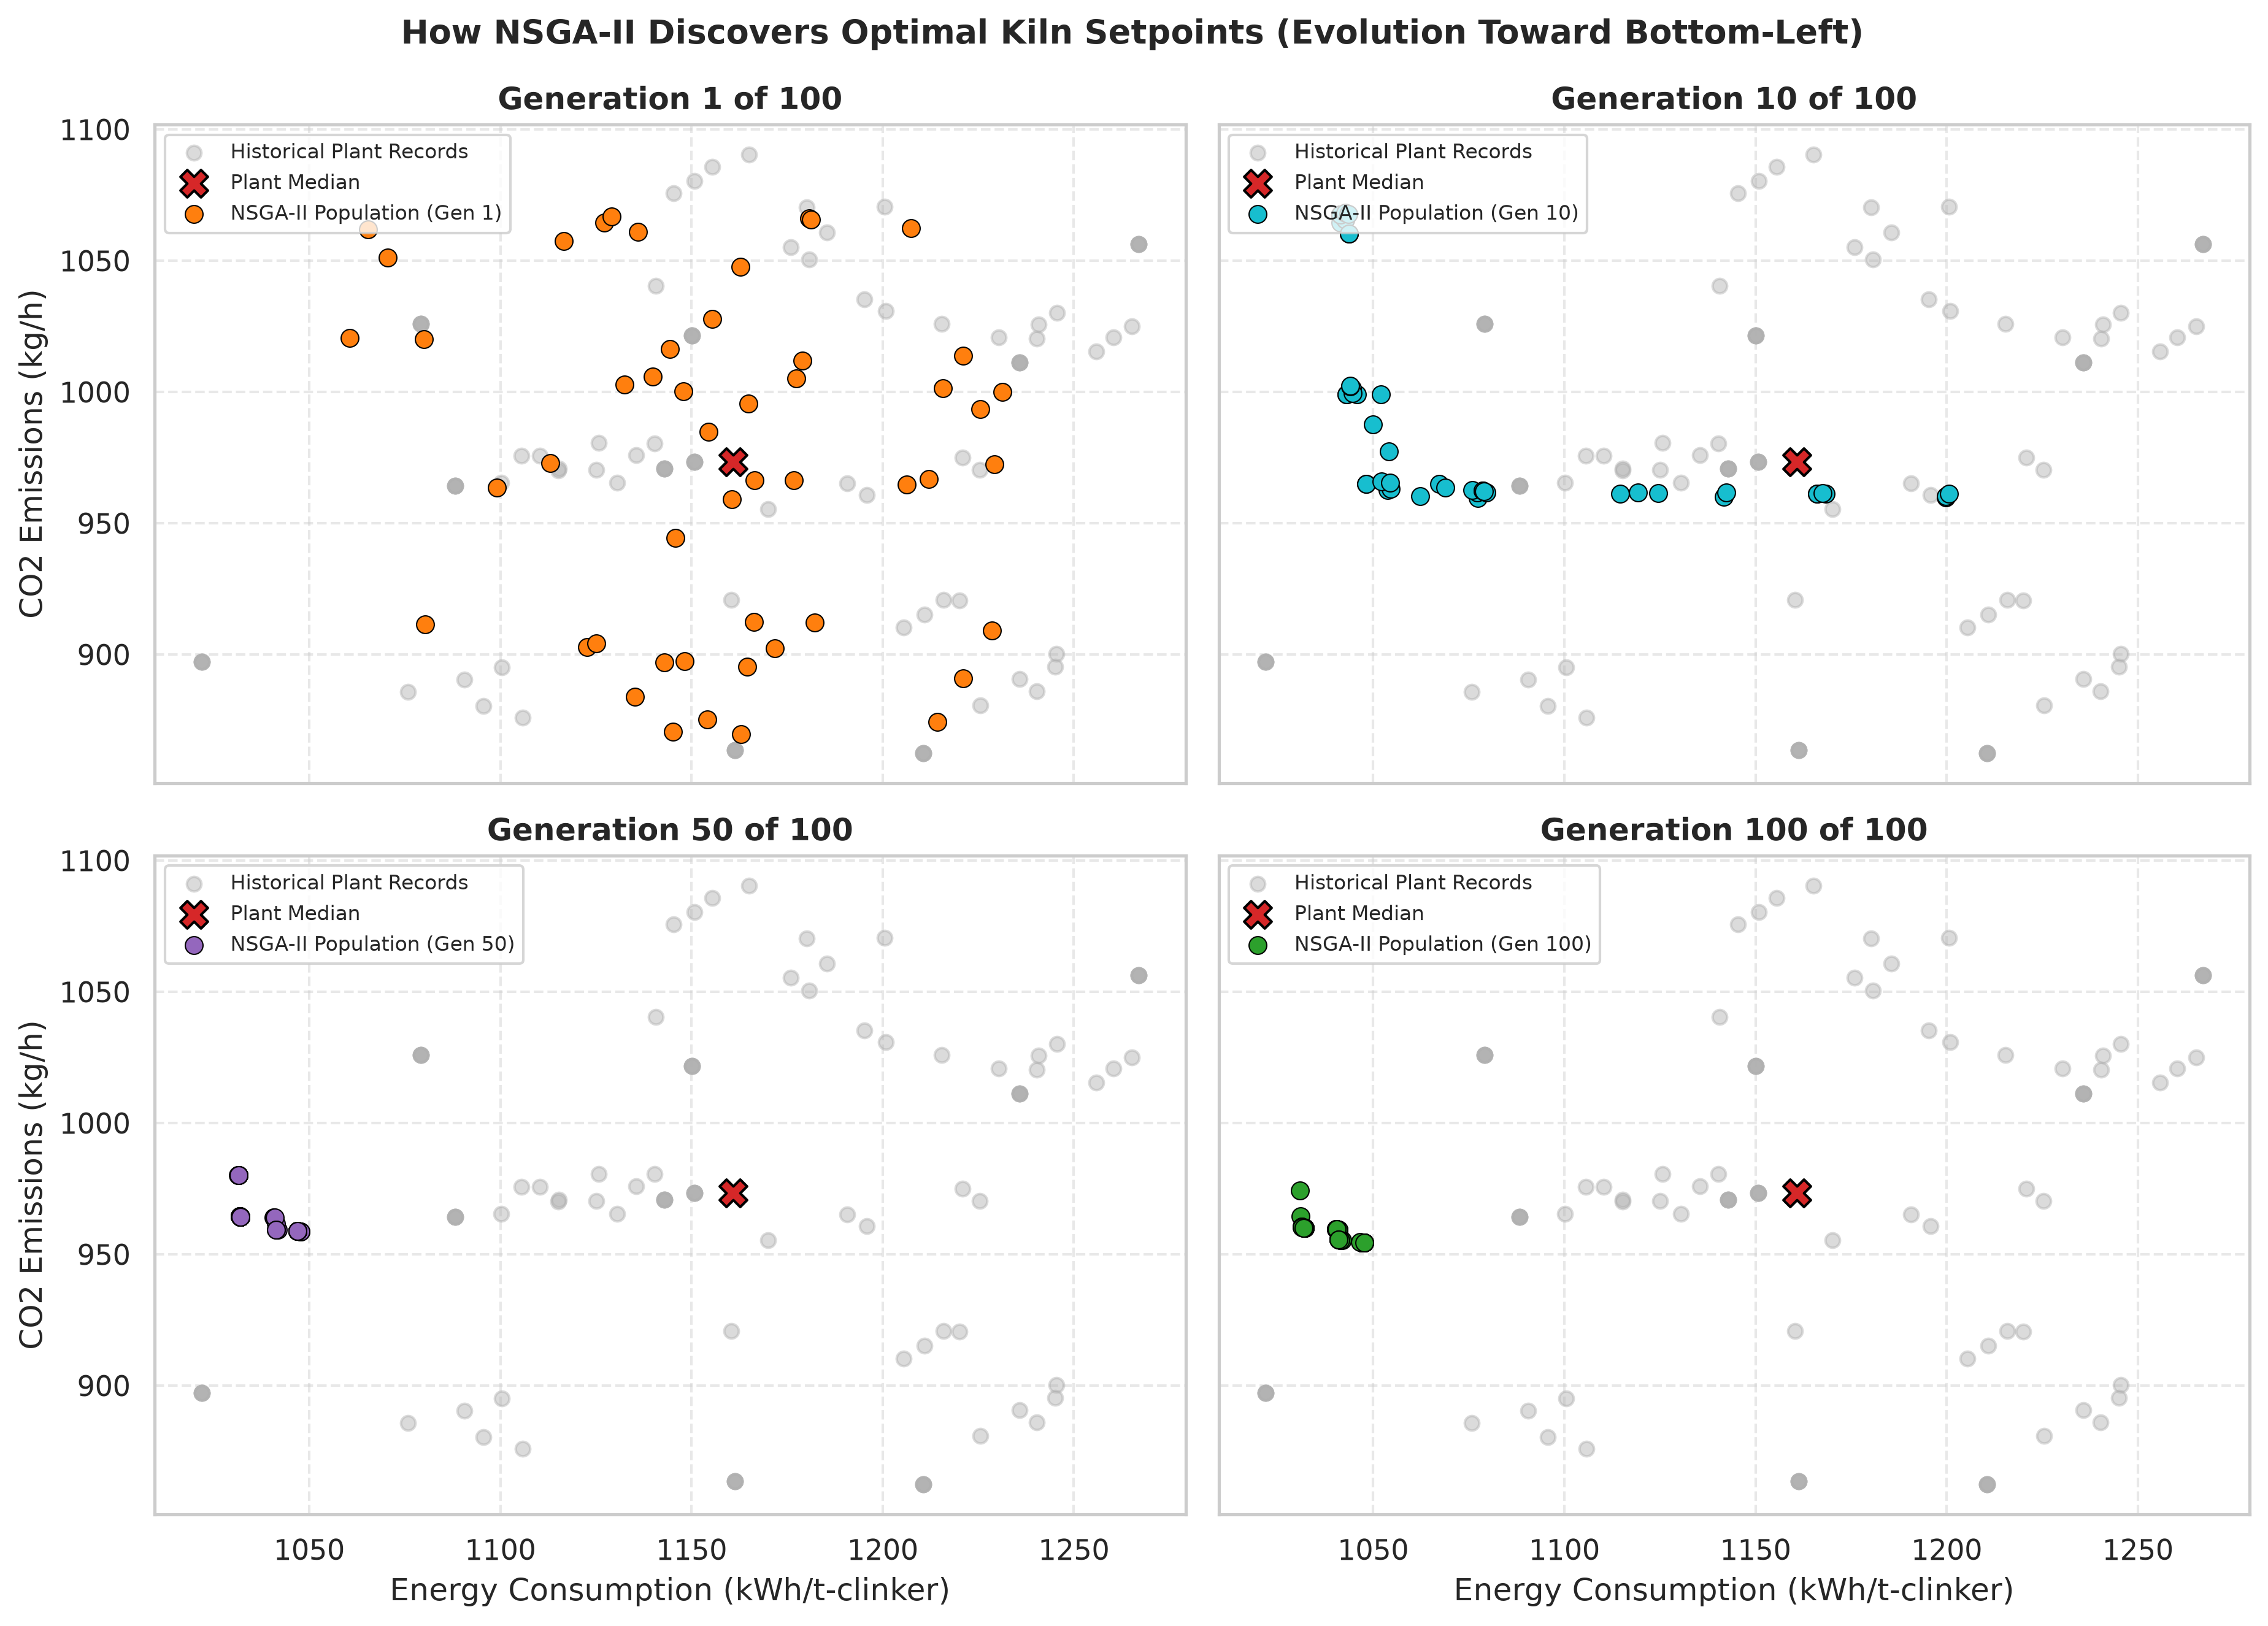 How NSGA-II Discovers Optimal Kiln Setpoints (Evolution Toward Bottom-Left)
Generation 1 of 100
Historical Plant Records
Plant Median
NSGA-II Population (Gen 1)
1100
1050
1000
950
900
CO2 Emissions (kg/h)
Generation 10 of 100
Historical Plant Records
Plant Median
NSGA-II Population (Gen 10)
Generation 50 of 100
Historical Plant Records
Plant Median
NSGA-II Population (Gen 50)
1100
1050
1000
950
900
CO2 Emissions (kg/h)
1050 1100 1150 1200 1250
Energy Consumption (kWh/t-clinker)
Generation 100 of 100
Historical Plant Records
Plant Median
NSGA-II Population (Gen 100)
1050 1100 1150 1200 1250
Energy Consumption (kWh/t-clinker)